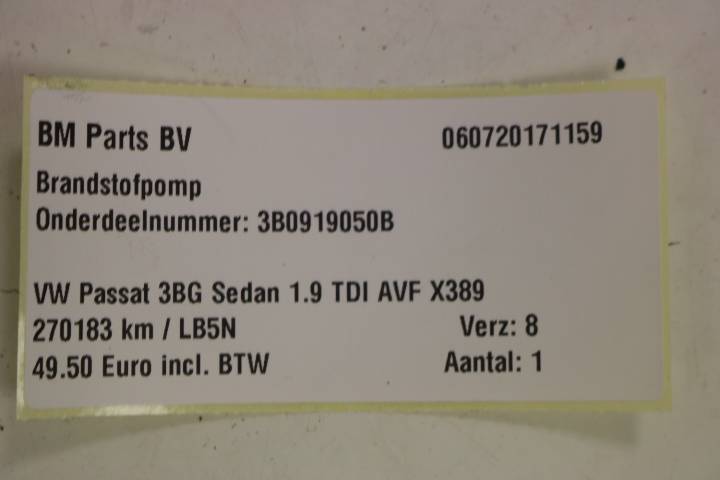 BM Parts BV 060720171159
Brandstofpomp
Onderdeelnummer: 3B0919050B
VW Passat 3BG Sedan 1.9 TDI AVF X389
270183 km / LB5N Verz: 8
49.50 Euro incl. BTW Aantal: 1